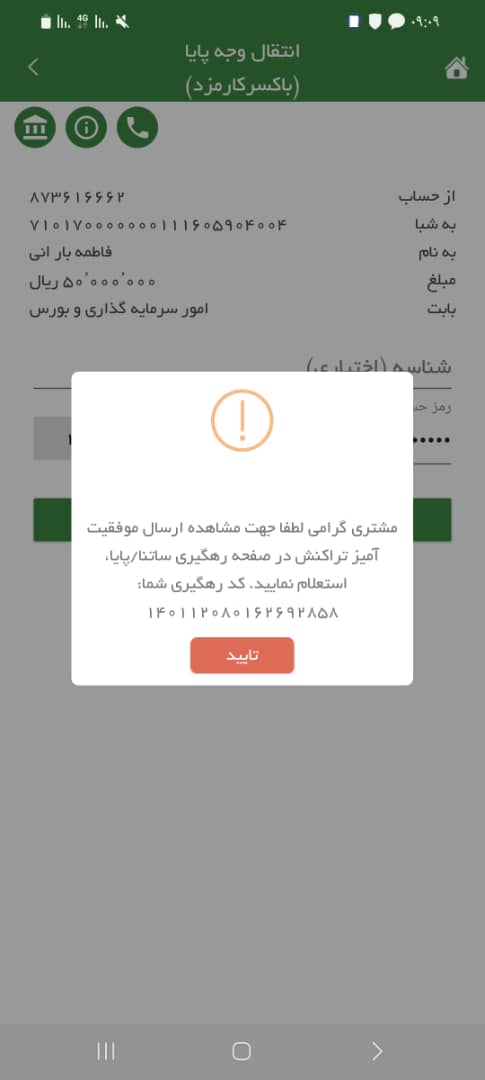 ۰۹:۰۹
4G
انتقال وجه پایا
(باکسرکارمزد)
از حساب ۸۷۳۶۱۶۶۶۲
به شبا ۷۱۰۱۷۰۰۰۰۰۰۰۱۱۱۶۰۵۹۰۴۰۰۴
به نام فاطمه بار انی
مبلغ ۵۰٬۰۰۰٬۰۰۰ ریال
بابت امور سرمایه گذاری و بورس
شناسه (اختیاری)
رمز
مشتری گرامی لطفا جهت مشاهده ارسال موفقیت
آمیز تراکنش در صفحه رهگیری ساتنا/پایا،
استعلام نمایید. کد رهگیری شما:
۱۴۰۱۱۲۰۸۰۱۶۲۶۹۲۸۵۸
تایید